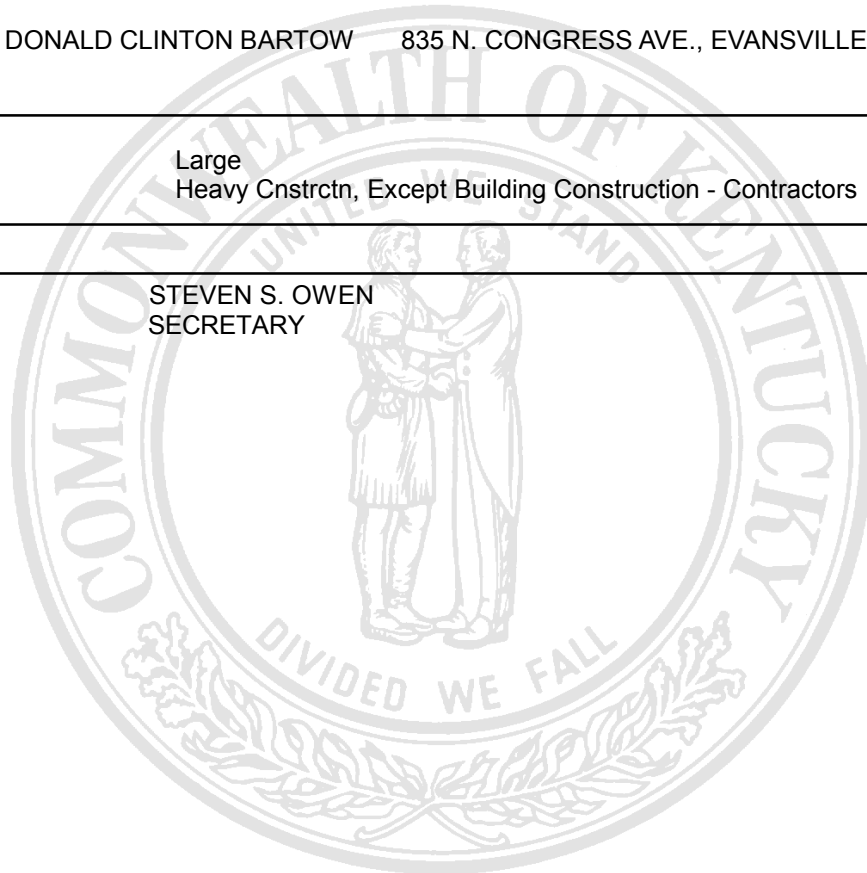 DONALD CLINTON BARTOW 835 N. CONGRESS AVE., EVANSVILLE
Large
Heavy Cnstrctn, Except Building Construction - Contractors
STEVEN S. OWEN
SECRETARY
COMMONWEALTH OF KENTUCKY
UNITED WE STAND
DIVIDED WE FALL